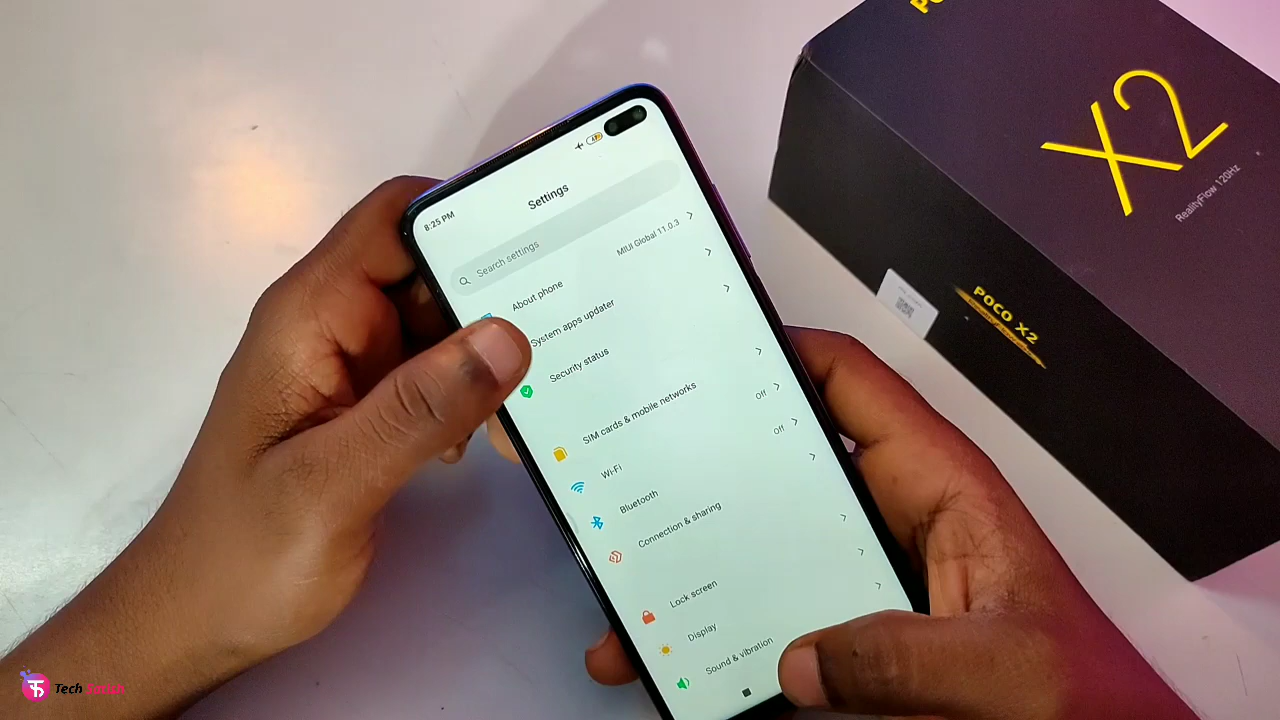 8:25 PM
Settings
Search settings
About phone
MIUI Global 11.0.3
System apps updater
Security status
SIM cards & mobile networks
Wi-Fi
Off
Bluetooth
Off
Connection & sharing
Lock screen
Display
Sound & vibration
X2
RealityFlow 120Hz
POCO X2
Tech Satish